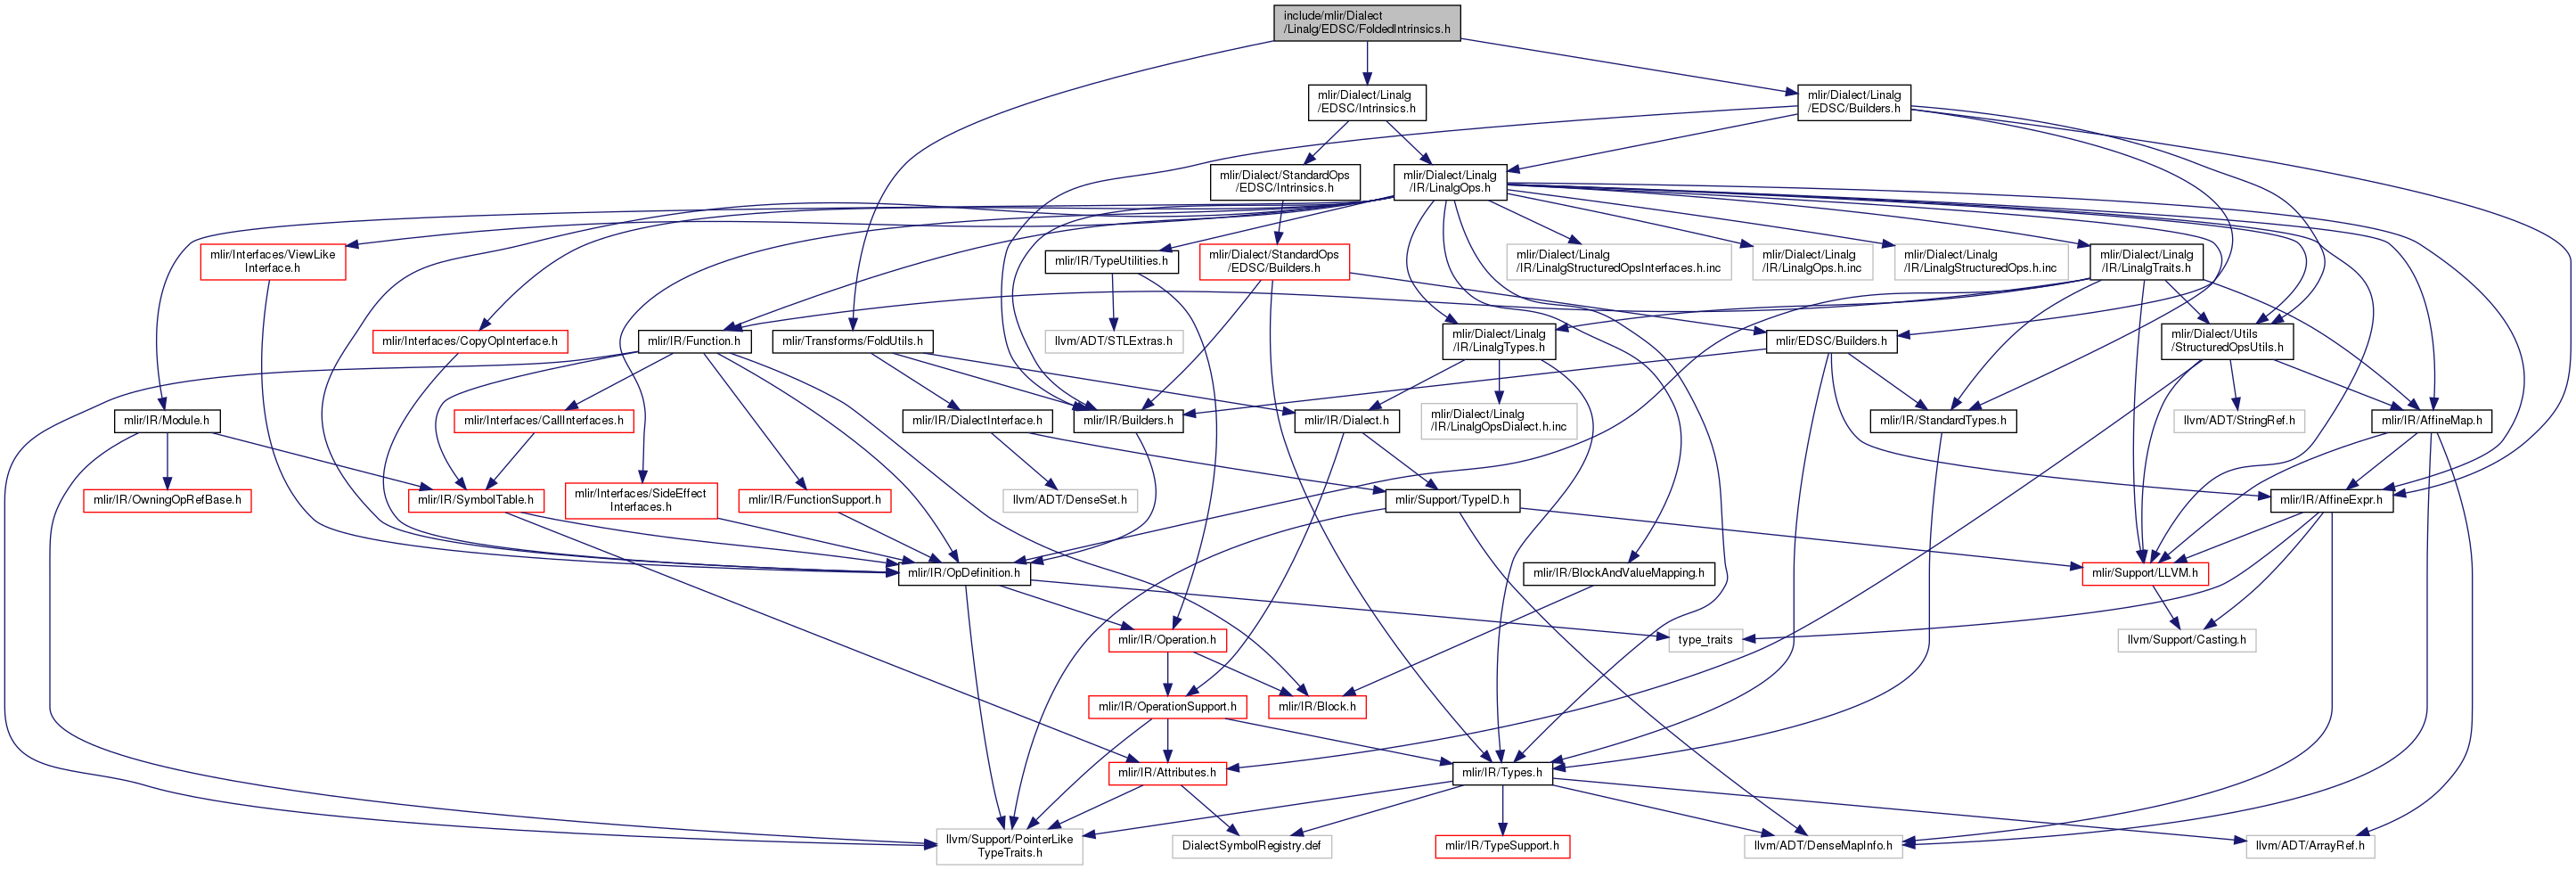 include/mlir/Dialect
/Linalg/EDSC/FoldedIntrinsics.h
mlir/Dialect/Linalg
/EDSC/Intrinsics.h
mlir/Dialect/Linalg
/EDSC/Builders.h
mlir/Dialect/StandardOps
/EDSC/Intrinsics.h
mlir/Dialect/Linalg
/IR/LinalgOps.h
mlir/Interfaces/ViewLike
Interface.h
mlir/IR/TypeUtilities.h
mlir/Dialect/StandardOps
/EDSC/Builders.h
mlir/Dialect/Linalg
/IR/LinalgStructuredOpsInterfaces.h.inc
mlir/Dialect/Linalg
/IR/LinalgOps.h.inc
mlir/Dialect/Linalg
/IR/LinalgStructuredOps.h.inc
mlir/Dialect/Linalg
/IR/LinalgTraits.h
mlir/Interfaces/CopyOpInterface.h
mlir/IR/Function.h
mlir/Transforms/FoldUtils.h
llvm/ADT/STLExtras.h
mlir/Dialect/Linalg
/IR/LinalgTypes.h
mlir/EDSC/Builders.h
mlir/Dialect/Utils
/StructuredOpsUtils.h
mlir/IR/Module.h
mlir/Interfaces/CallInterfaces.h
mlir/IR/DialectInterface.h
mlir/IR/Builders.h
mlir/IR/Dialect.h
mlir/Dialect/Linalg
/IR/LinalgOpsDialect.h.inc
mlir/IR/StandardTypes.h
llvm/ADT/StringRef.h
mlir/IR/AffineMap.h
mlir/IR/OwningOpRefBase.h
mlir/IR/SymbolTable.h
mlir/Interfaces/SideEffect
Interfaces.h
mlir/IR/FunctionSupport.h
llvm/ADT/DenseSet.h
mlir/Support/TypeID.h
mlir/IR/AffineExpr.h
mlir/IR/OpDefinition.h
mlir/IR/BlockAndValueMapping.h
mlir/Support/LLVM.h
mlir/IR/Operation.h
type_traits
llvm/Support/Casting.h
mlir/IR/OperationSupport.h
mlir/IR/Block.h
mlir/IR/Attributes.h
mlir/IR/Types.h
llvm/Support/PointerLike
TypeTraits.h
DialectSymbolRegistry.def
mlir/IR/TypeSupport.h
llvm/ADT/DenseMapInfo.h
llvm/ADT/ArrayRef.h